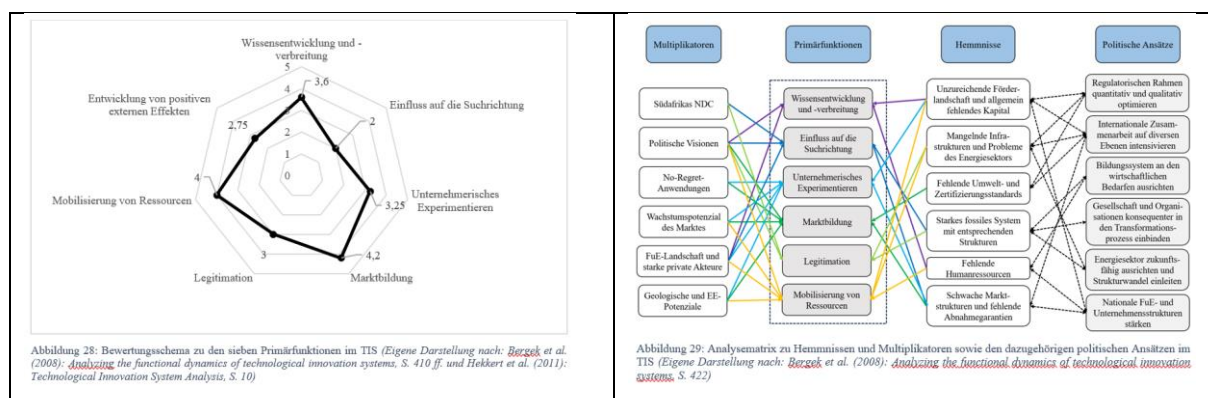 Wissensentwicklung und -
verbreitung
5
4
3,6
3
2
1
0
Einfluss auf die Suchrichtung
2
Unternehmerisches
Experimentieren
3,25
Marktbildung
4,2
Legitimation
3
Mobilisierung von Ressourcen
4
Entwicklung von positiven
externen Effekten
2,75
Abbildung 28: Bewertungsschema zu den sieben Primärfunktionen im TIS (Eigene Darstellung nach: Bergek et al.
(2008): Analyzing the functional dynamics of technological innovation systems, S. 410 ff. und Hekkert et al. (2011):
Technological Innovation System Analysis, S. 10)
Multiplikatoren
Südafrikas NDC
Politische Visionen
No-Regret-
Anwendungen
Wachstumspotenzial
des Marktes
FuE-Landschaft und
starke private Akteure
Geologische und EE-
Potenziale
Primärfunktionen
Wissensentwicklung
und -verbreitung
Einfluss auf die
Suchrichtung
Unternehmerisches
Experimentieren
Marktbildung
Legitimation
Mobilisierung von
Ressourcen
Hemmnisse
Unzureichende Förder-
landschaft und allgemein
fehlendes Kapital
Mangelnde Infra-
strukturen und Probleme
des Energiesektors
Fehlende Umwelt- und
Zertifizierungsstandards
Starkes fossiles System
mit entsprechenden
Strukturen
Fehlende
Humanressourcen
Schwache Markt-
strukturen und fehlende
Abnahmegarantien
Politische Ansätze
Regulatorischen Rahmen
quantitativ und qualitativ
optimieren
Internationale Zusam-
menarbeit auf diversen
Ebenen intensivieren
Bildungssystem an den
wirtschaftlichen
Bedarfen ausrichten
Gesellschaft und Organi-
sationen konsequenter in
den Transformations-
prozess einbinden
Energiesektor zukunfts-
fähig ausrichten und
Strukturwandel einleiten
Nationale FuE- und
Unternehmensstrukturen
stärken
Abbildung 29: Analysematrix zu Hemmnissen und Multiplikatoren sowie den dazugehörigen politischen Ansätzen im
TIS (Eigene Darstellung nach: Bergek et al. (2008): Analyzing the functional dynamics of technological innovation
systems, S. 422)